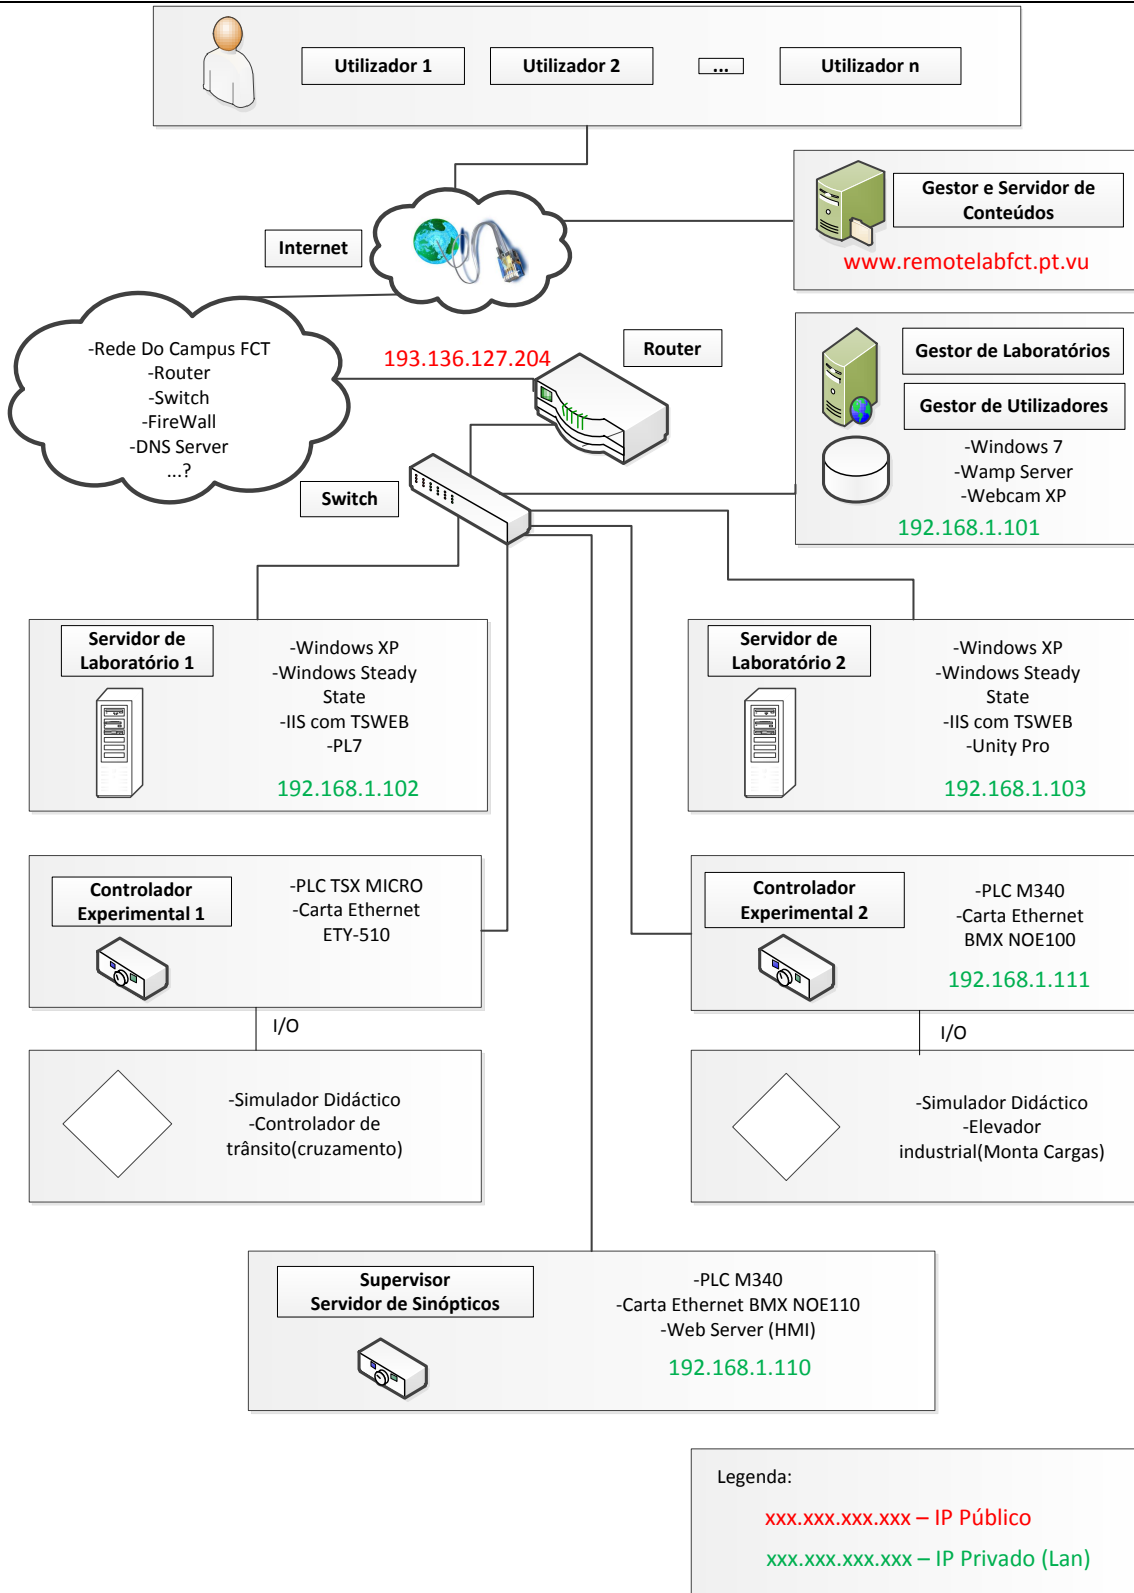 Utilizador 1
Utilizador 2
...
Utilizador n
Gestor e Servidor de
Conteúdos
www.remotelabfct.pt.vu
Internet
-Rede Do Campus FCT
-Router
-Switch
-FireWall
-DNS Server
...?
193.136.127.204
Router
Gestor de Laboratórios
Gestor de Utilizadores
-Windows 7
-Wamp Server
-Webcam XP
192.168.1.101
Switch
Servidor de
Laboratório 1
-Windows XP
-Windows Steady
State
-IIS com TSWEB
-PL7
192.168.1.102
Servidor de
Laboratório 2
-Windows XP
-Windows Steady
State
-IIS com TSWEB
-Unity Pro
192.168.1.103
Controlador
Experimental 1
-PLC TSX MICRO
-Carta Ethernet
ETY-510
Controlador
Experimental 2
-PLC M340
-Carta Ethernet
BMX NOE100
192.168.1.111
I/O
I/O
-Simulador Didáctico
-Controlador de
trânsito(cruzamento)
-Simulador Didáctico
-Elevador
industrial(Monta Cargas)
Supervisor
Servidor de Sinópticos
-PLC M340
-Carta Ethernet BMX NOE110
-Web Server (HMI)
192.168.1.110
Legenda:
xxx.xxx.xxx.xxx – IP Público
xxx.xxx.xxx.xxx – IP Privado (Lan)